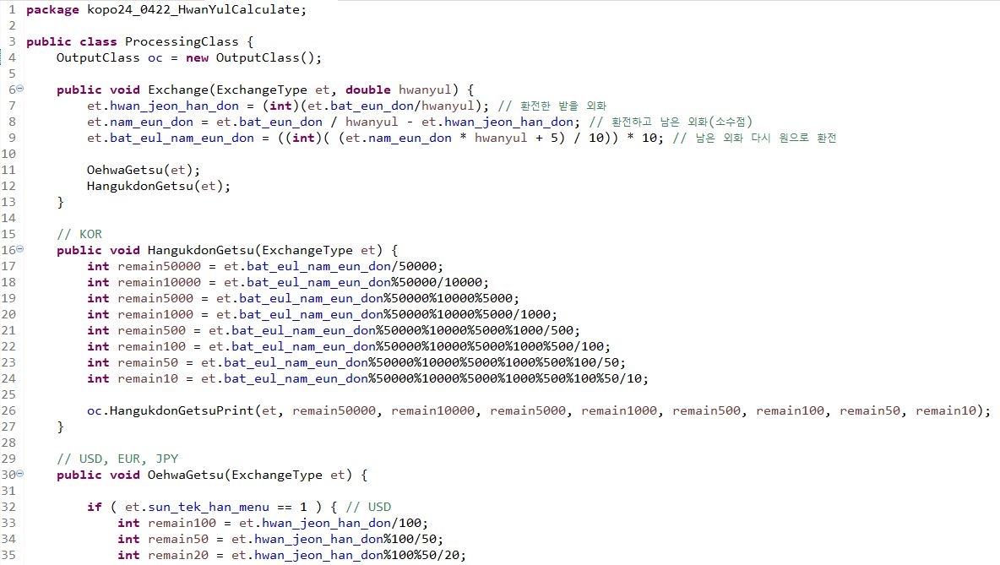 1 package kopo24_0422_HwanYulCalculate;
2
3 public class ProcessingClass {
4 OutputClass oc = new OutputClass();
5
6 public void Exchange(ExchangeType et, double hwanyul) {
7 et.hwan_jeon_han_don = (int)(et.bat_eun_don/hwanyul); // 환전한 받을 외화
8 et.nam_eun_don = et.bat_eun_don / hwanyul - et.hwan_jeon_han_don; // 환전하고 남은 외화(소수점)
9 et.bat_eul_nam_eun_don = ((int)( (et.nam_eun_don * hwanyul + 5) / 10)) * 10; // 남은 외화 다시 원으로 환전
10
11 OehwaGetsu(et);
12 HangukdonGetsu(et);
13 }
14
15 // KOR
16 public void HangukdonGetsu(ExchangeType et) {
17 int remain50000 = et.bat_eul_nam_eun_don/50000;
18 int remain10000 = et.bat_eul_nam_eun_don%50000/10000;
19 int remain5000 = et.bat_eul_nam_eun_don%50000%10000%5000;
20 int remain1000 = et.bat_eul_nam_eun_don%50000%10000%5000/1000;
21 int remain500 = et.bat_eul_nam_eun_don%50000%10000%5000%1000/500;
22 int remain100 = et.bat_eul_nam_eun_don%50000%10000%5000%1000%500/100;
23 int remain50 = et.bat_eul_nam_eun_don%50000%10000%5000%1000%500%100/50;
24 int remain10 = et.bat_eul_nam_eun_don%50000%10000%5000%1000%500%100%50/10;
25
26 oc.HangukdonGetsuPrint(et, remain50000, remain10000, remain5000, remain1000, remain500, remain100, remain50, remain10);
27 }
28
29 // USD, EUR, JPY
30 public void OehwaGetsu(ExchangeType et) {
31
32 if ( et.sun_tek_han_menu == 1 ) { // USD
33 int remain100 = et.hwan_jeon_han_don/100;
34 int remain50 = et.hwan_jeon_han_don%100/50;
35 int remain20 = et.hwan_jeon_han_don%100%50/20;